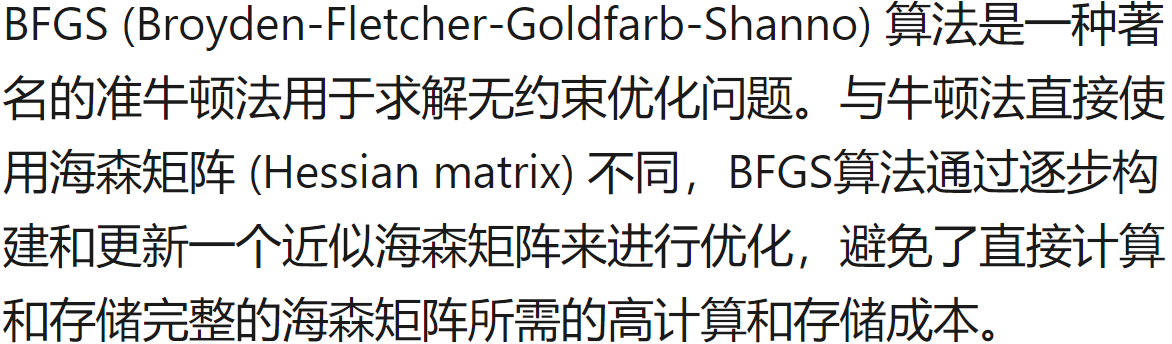 BFGS (Broyden-Fletcher-Goldfarb-Shanno) 算法是一种著
名的准牛顿法用于求解无约束优化问题。与牛顿法直接使
用海森矩阵 (Hessian matrix) 不同，BFGS算法通过逐步构
建和更新一个近似海森矩阵来进行优化，避免了直接计算
和存储完整的海森矩阵所需的高计算和存储成本。